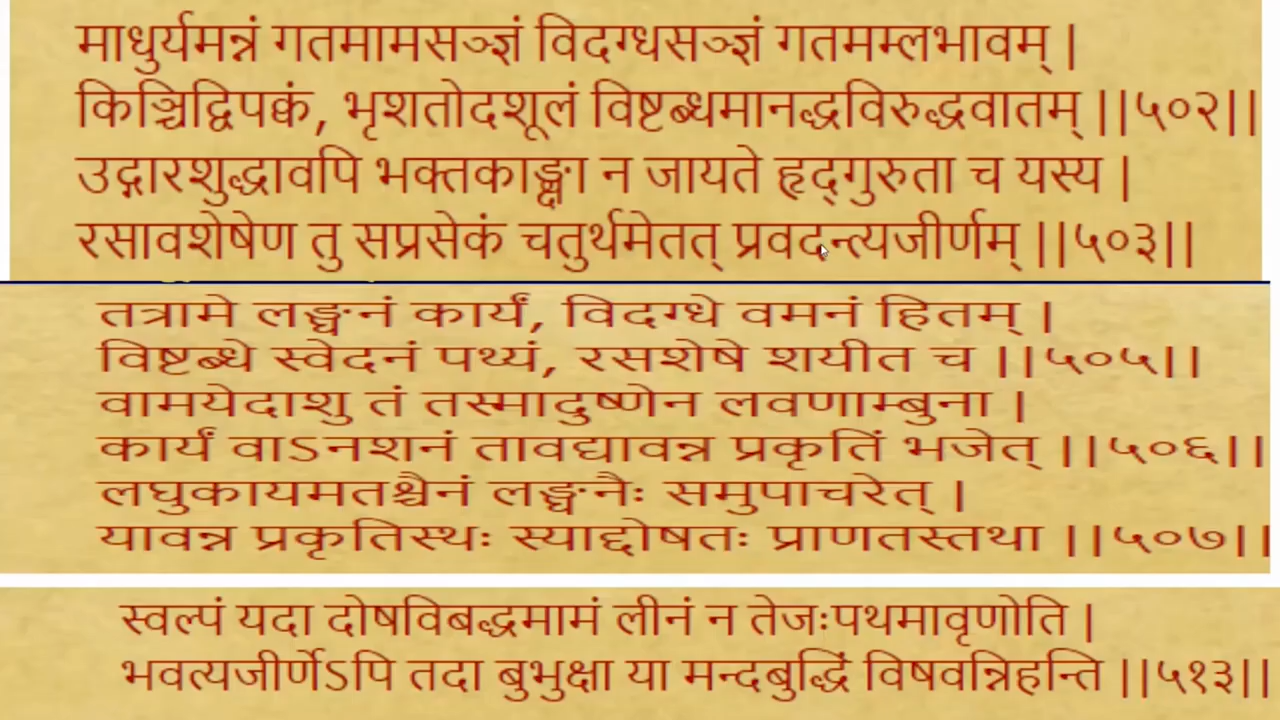 माधुर्यमन्नं गतमामसञ्ज्ञं विदग्धसञ्ज्ञं गतमम्लभावम् |
किञ्चिद्विपक्वं, भृशतोदशूलं विष्टब्धमानद्धविरुद्धवातम् ||५०२||
उद्गारशुद्धावपि भक्तकाङ्क्षा न जायते हृद्गुरुता च यस्य |
रसावशेषेण तु सप्रसेकं चतुर्थमेतत् प्रवदन्त्यजीर्णम् ||५०३||
तत्रामे लङ्घनं कार्यं, विदग्धे वमनं हितम् |
विष्टब्धे स्वेदनं पथ्यं, रसशेषे शयीत च ||५०५||
वामयेदाशु तं तस्मादुष्णेन लवणाम्बुना |
कार्यं वाऽनशनं तावद्यावन्न प्रकृतिं भजेत् ||५०६||
लघुकायमतश्चैनं लङ्घनैः समुपाचरेत् |
यावन्न प्रकृतिस्थः स्याद्दोषतः प्राणतस्तथा ||५०७||
स्वल्पं यदा दोषविबद्धमामं लीनं न तेजःपथमावृणोति |
भवत्यजीर्णेऽपि तदा बुभुक्षा या मन्दबुद्धिं विषवन्निहन्ति ||५१३||